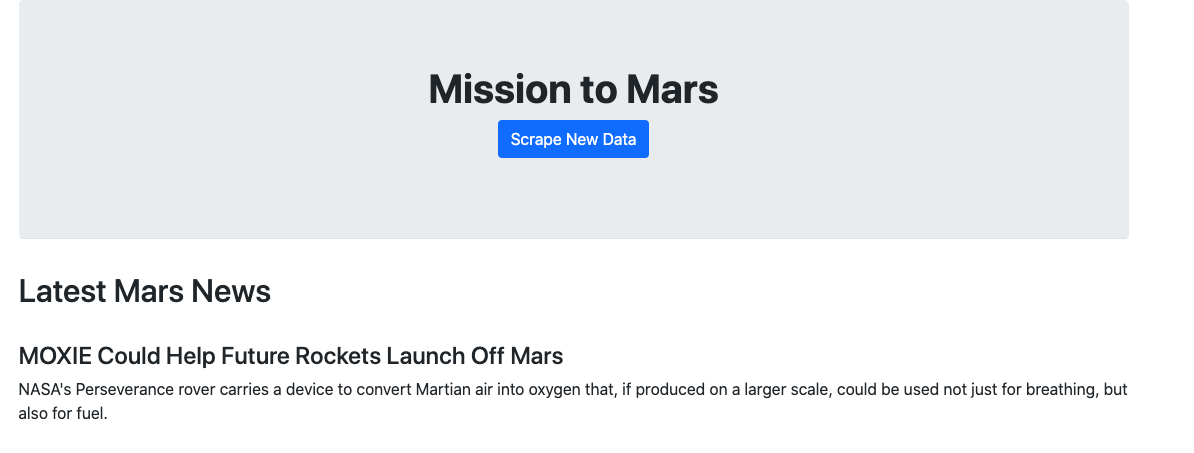 Mission to Mars
Scrape New Data
Latest Mars News
MOXIE Could Help Future Rockets Launch Off Mars
NASA's Perseverance rover carries a device to convert Martian air into oxygen that, if produced on a larger scale, could be used not just for breathing, but
also for fuel.